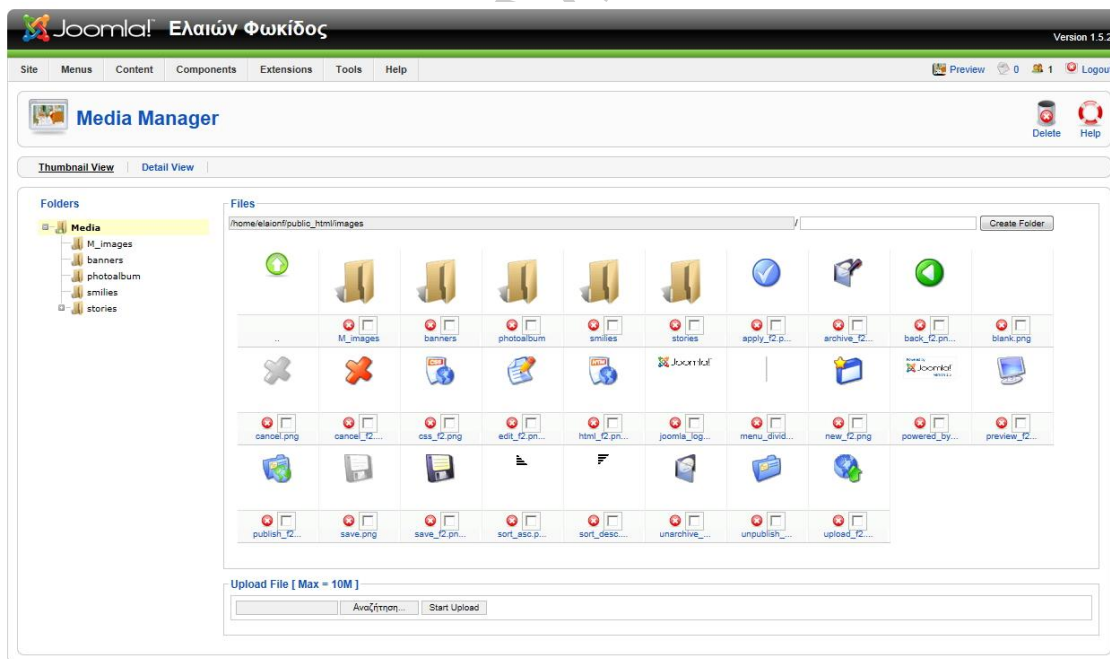 Joomla! Ελαιών Φωκίδος
Version 1.5.2
Site Menus Content Components Extensions Tools Help Preview 0 1 Logout
Media Manager
Delete Help
Thumbnail View Detail View
Folders
Media
M_images
banners
photoalbum
smilies
stories
Files
/home/elaionf/public_html/images / Create Folder
.. M_images banners photoalbum smilies stories apply_f2.p... archive_f2... back_f2.pn... blank.png
Joomla! Joomla!
cancel.png cancel_f2.... css_f2.png edit_f2.pn... html_f2.pn... joomla_log... menu_divid... new_f2.png powered_by... preview_f2...
publish_f2... save.png save_f2.pn... sort_asc.p... sort_desc.... unarchive_... unpublish_... upload_f2....
Upload File [ Max = 10M ]
Αναζήτηση... Start Upload